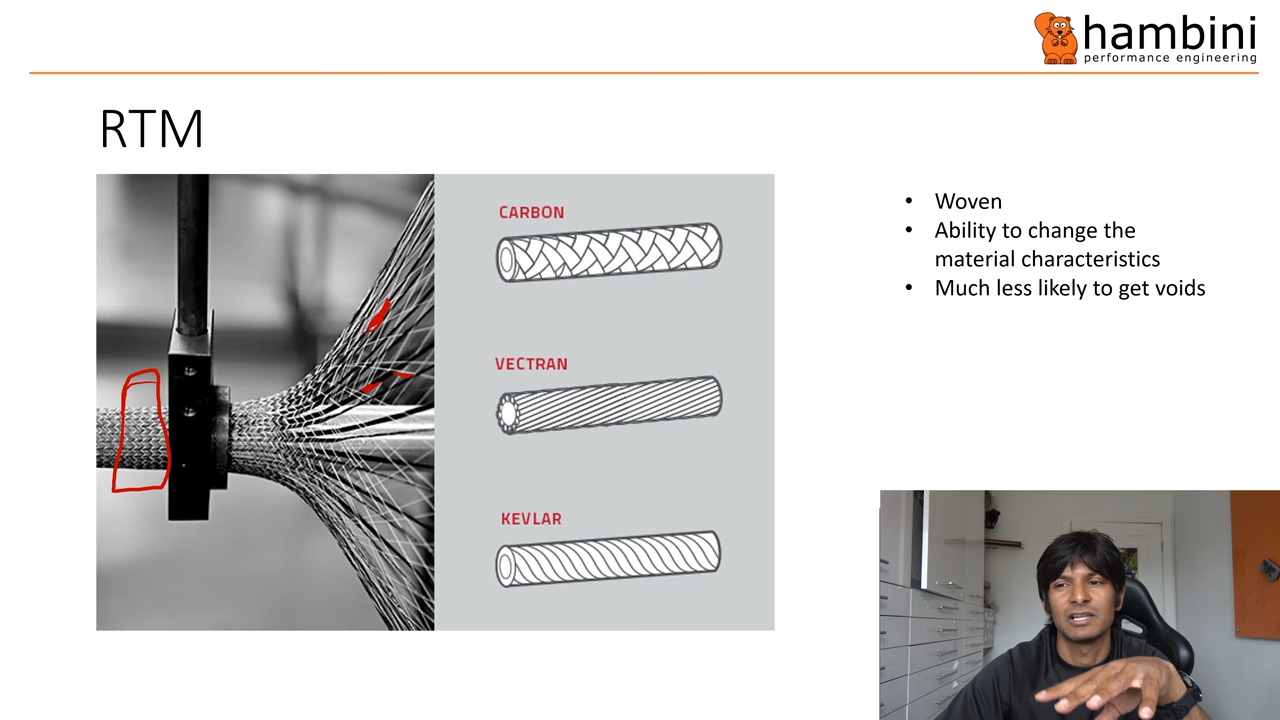 hambini
performance engineering
RTM
CARBON
VECTRAN
KEVLAR
• Woven
• Ability to change the
material characteristics
• Much less likely to get voids